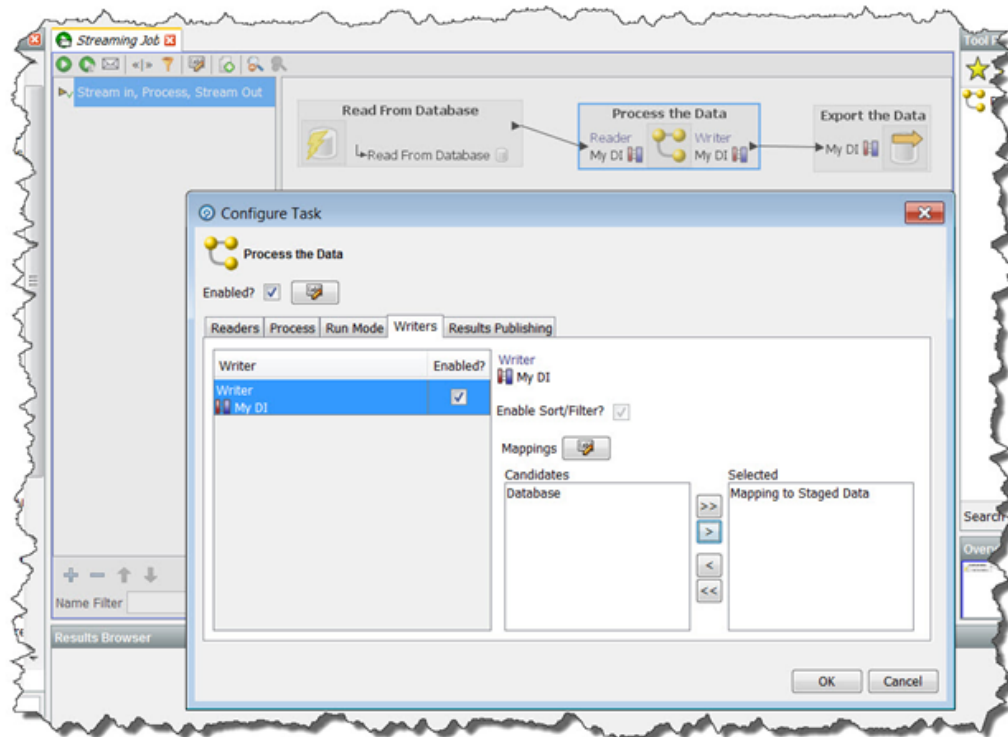 Streaming Job
Tool P
Stream in, Process, Stream Out
Read From Database
Read From Database
Process the Data
Reader
My DI
Writer
My DI
Export the Data
My DI
Configure Task
Process the Data
Enabled?
Readers Process Run Mode Writers Results Publishing
Writer Enabled?
Writer
My DI
Writer
My DI
Enable Sort/Filter?
Mappings
Candidates
Database
>>
>
<
<<
Selected
Mapping to Staged Data
OK Cancel
Name Filter
Results Browser
Search
Over